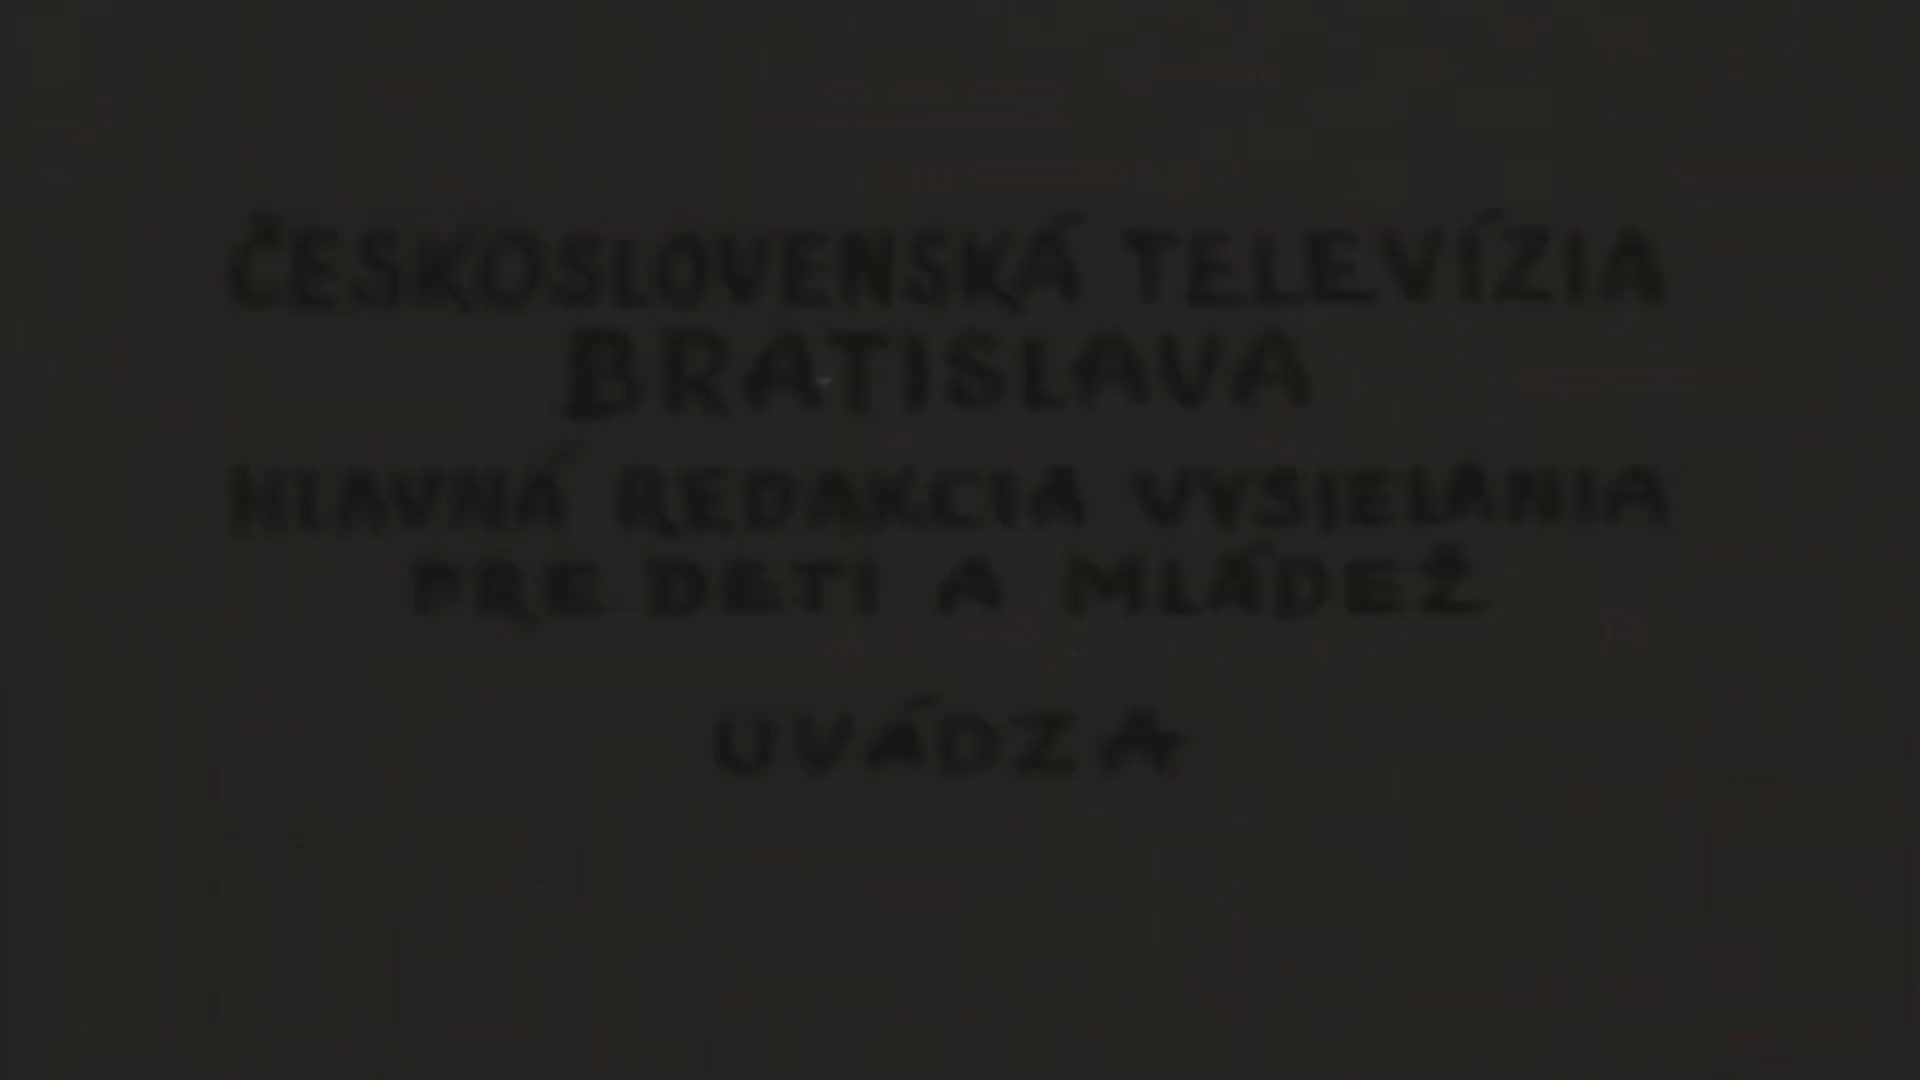 ČESKOSLOVENSKÁ TELEVÍZIA
BRATISLAVA
HLAVNÁ REDAKCIA VYSIELANIA
PRE DETI A MLÁDEŽ
UVÁDZA